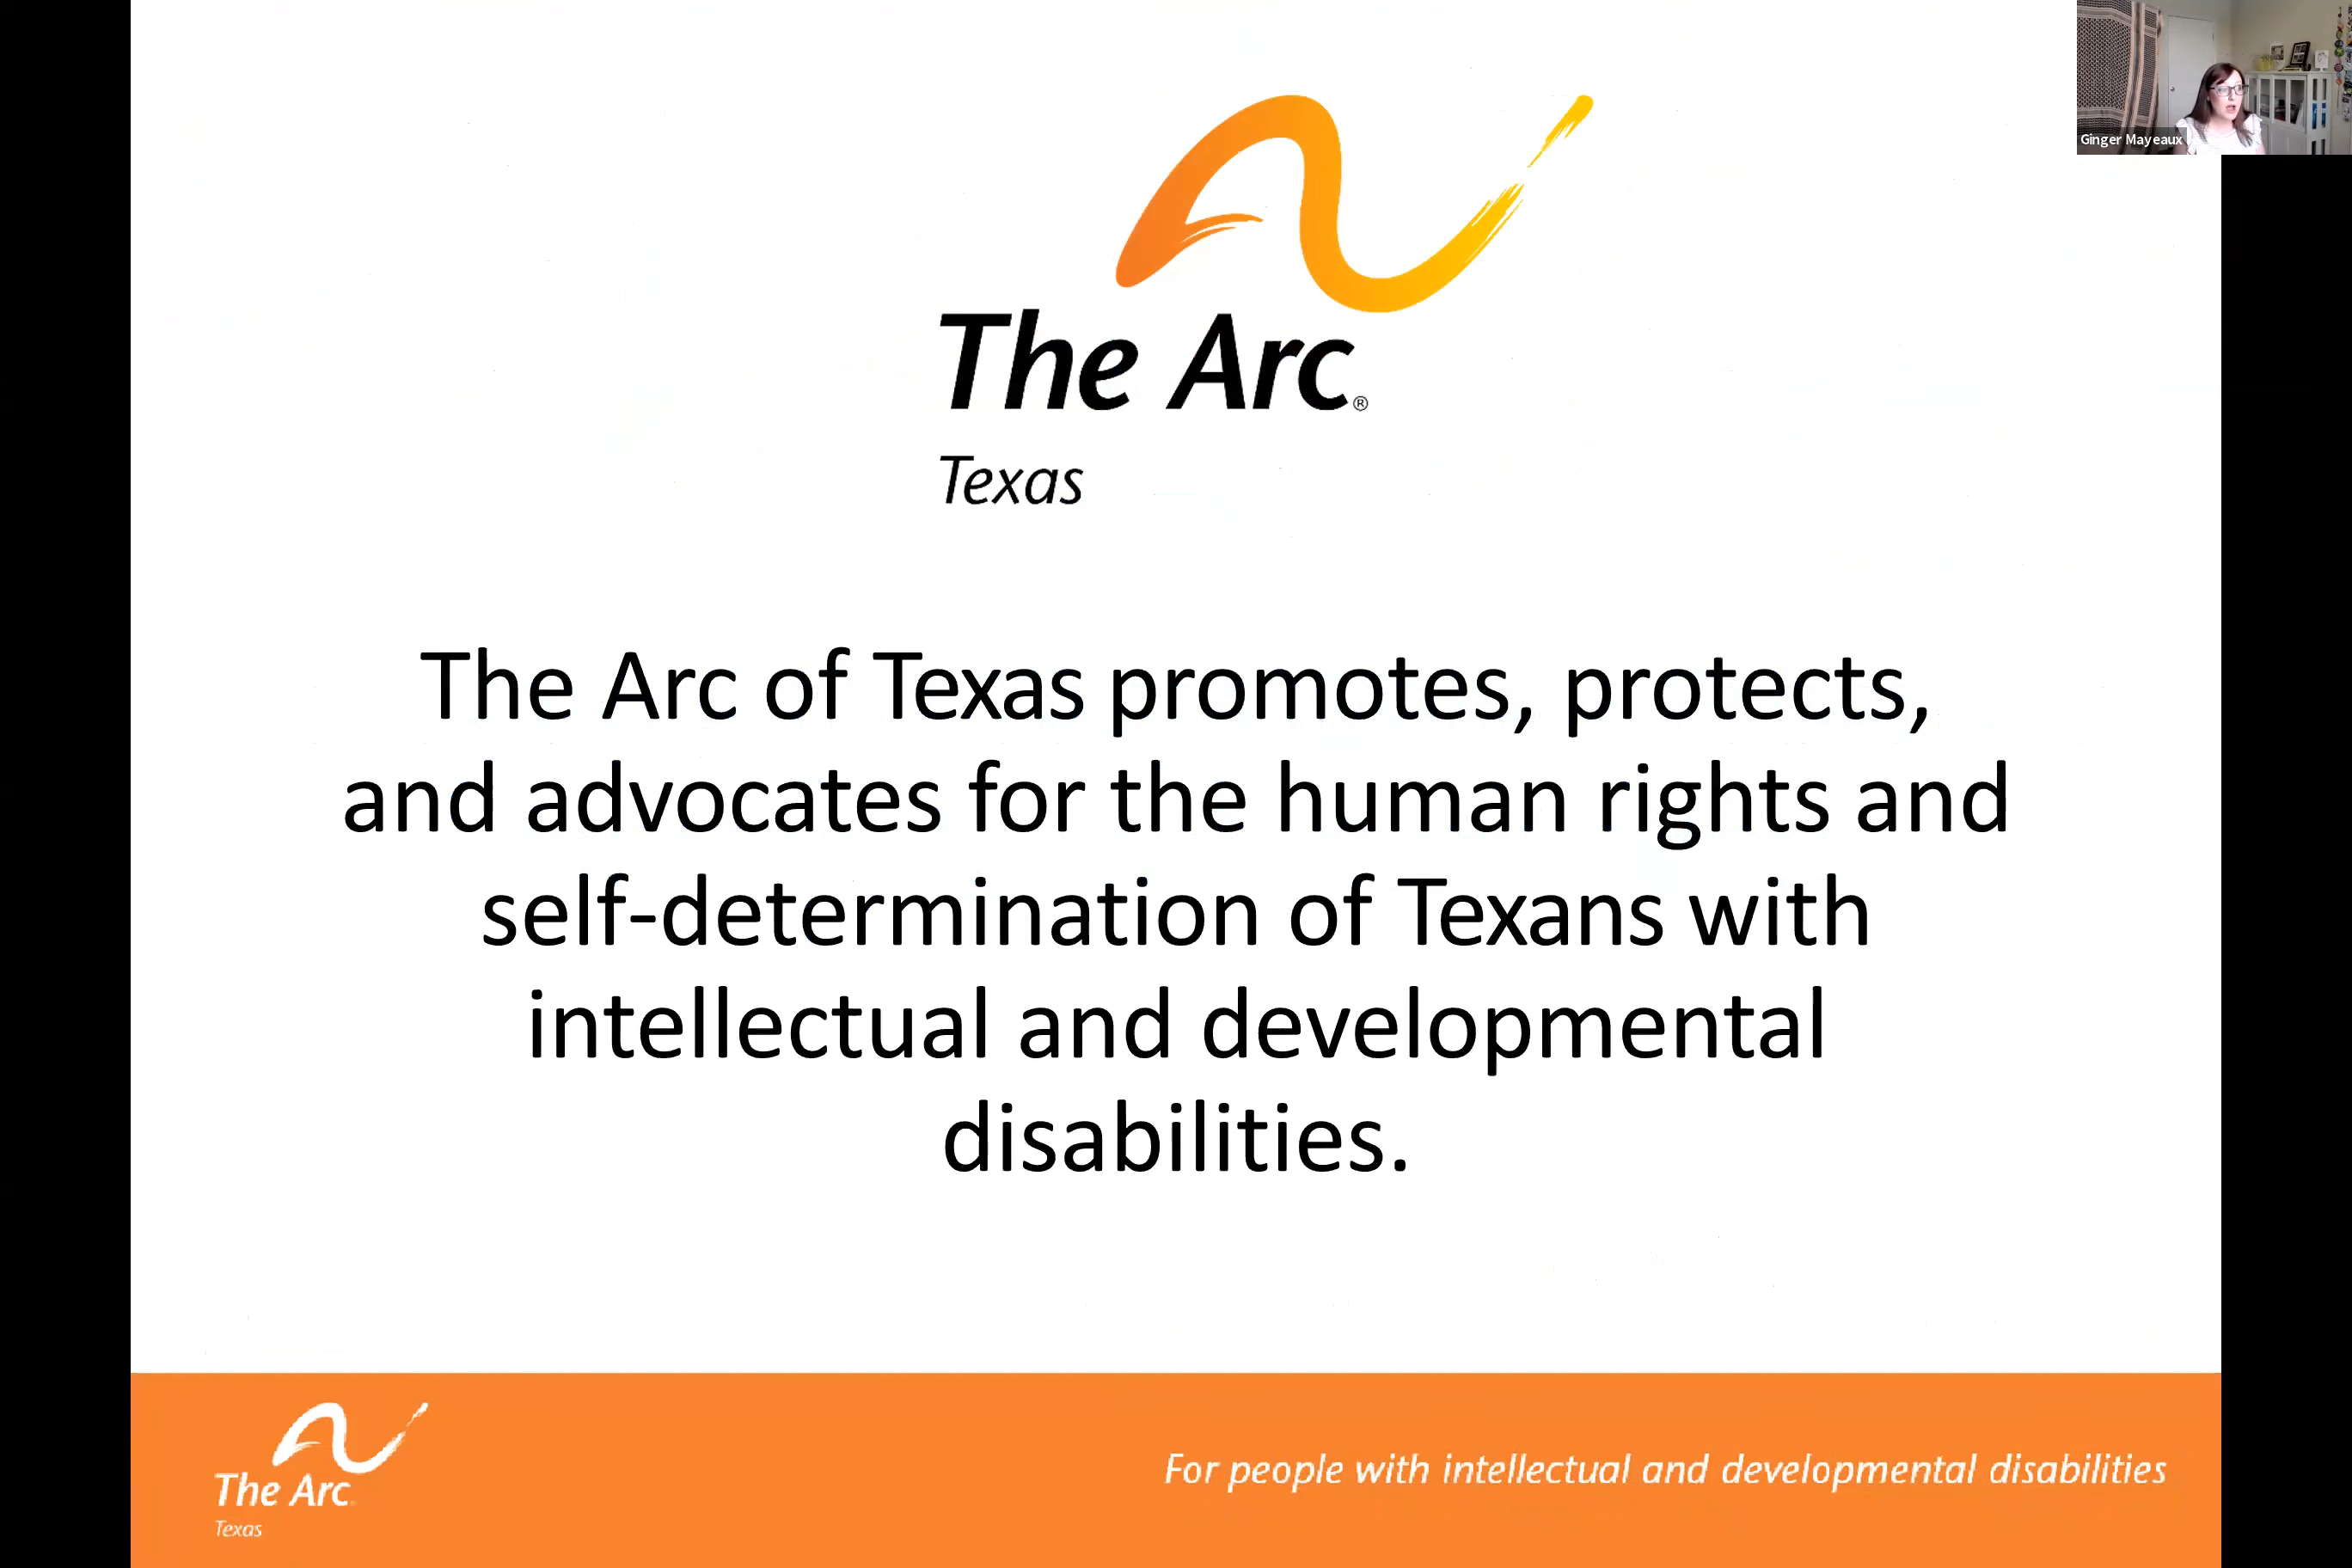 Ginger Mayeaux
The Arc®
Texas
The Arc of Texas promotes, protects,
and advocates for the human rights and
self-determination of Texans with
intellectual and developmental
disabilities.
The Arc
Texas
For people with intellectual and developmental disabilities